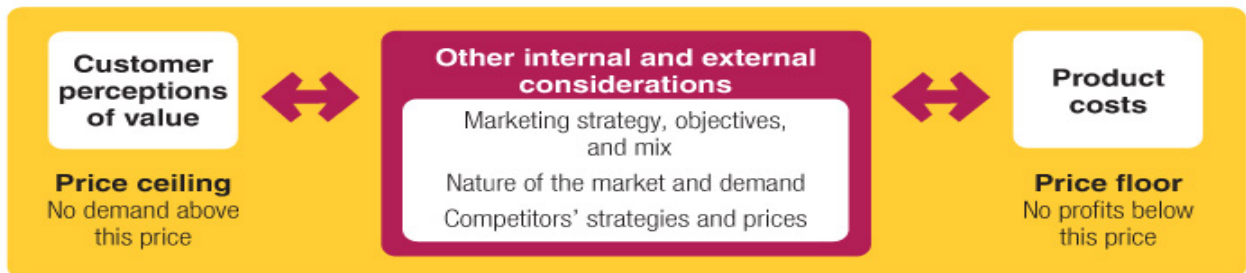 Customer
perceptions
of value
Price ceiling
No demand above
this price
Other internal and external
considerations
Marketing strategy, objectives,
and mix
Nature of the market and demand
Competitors' strategies and prices
Product
costs
Price floor
No profits below
this price